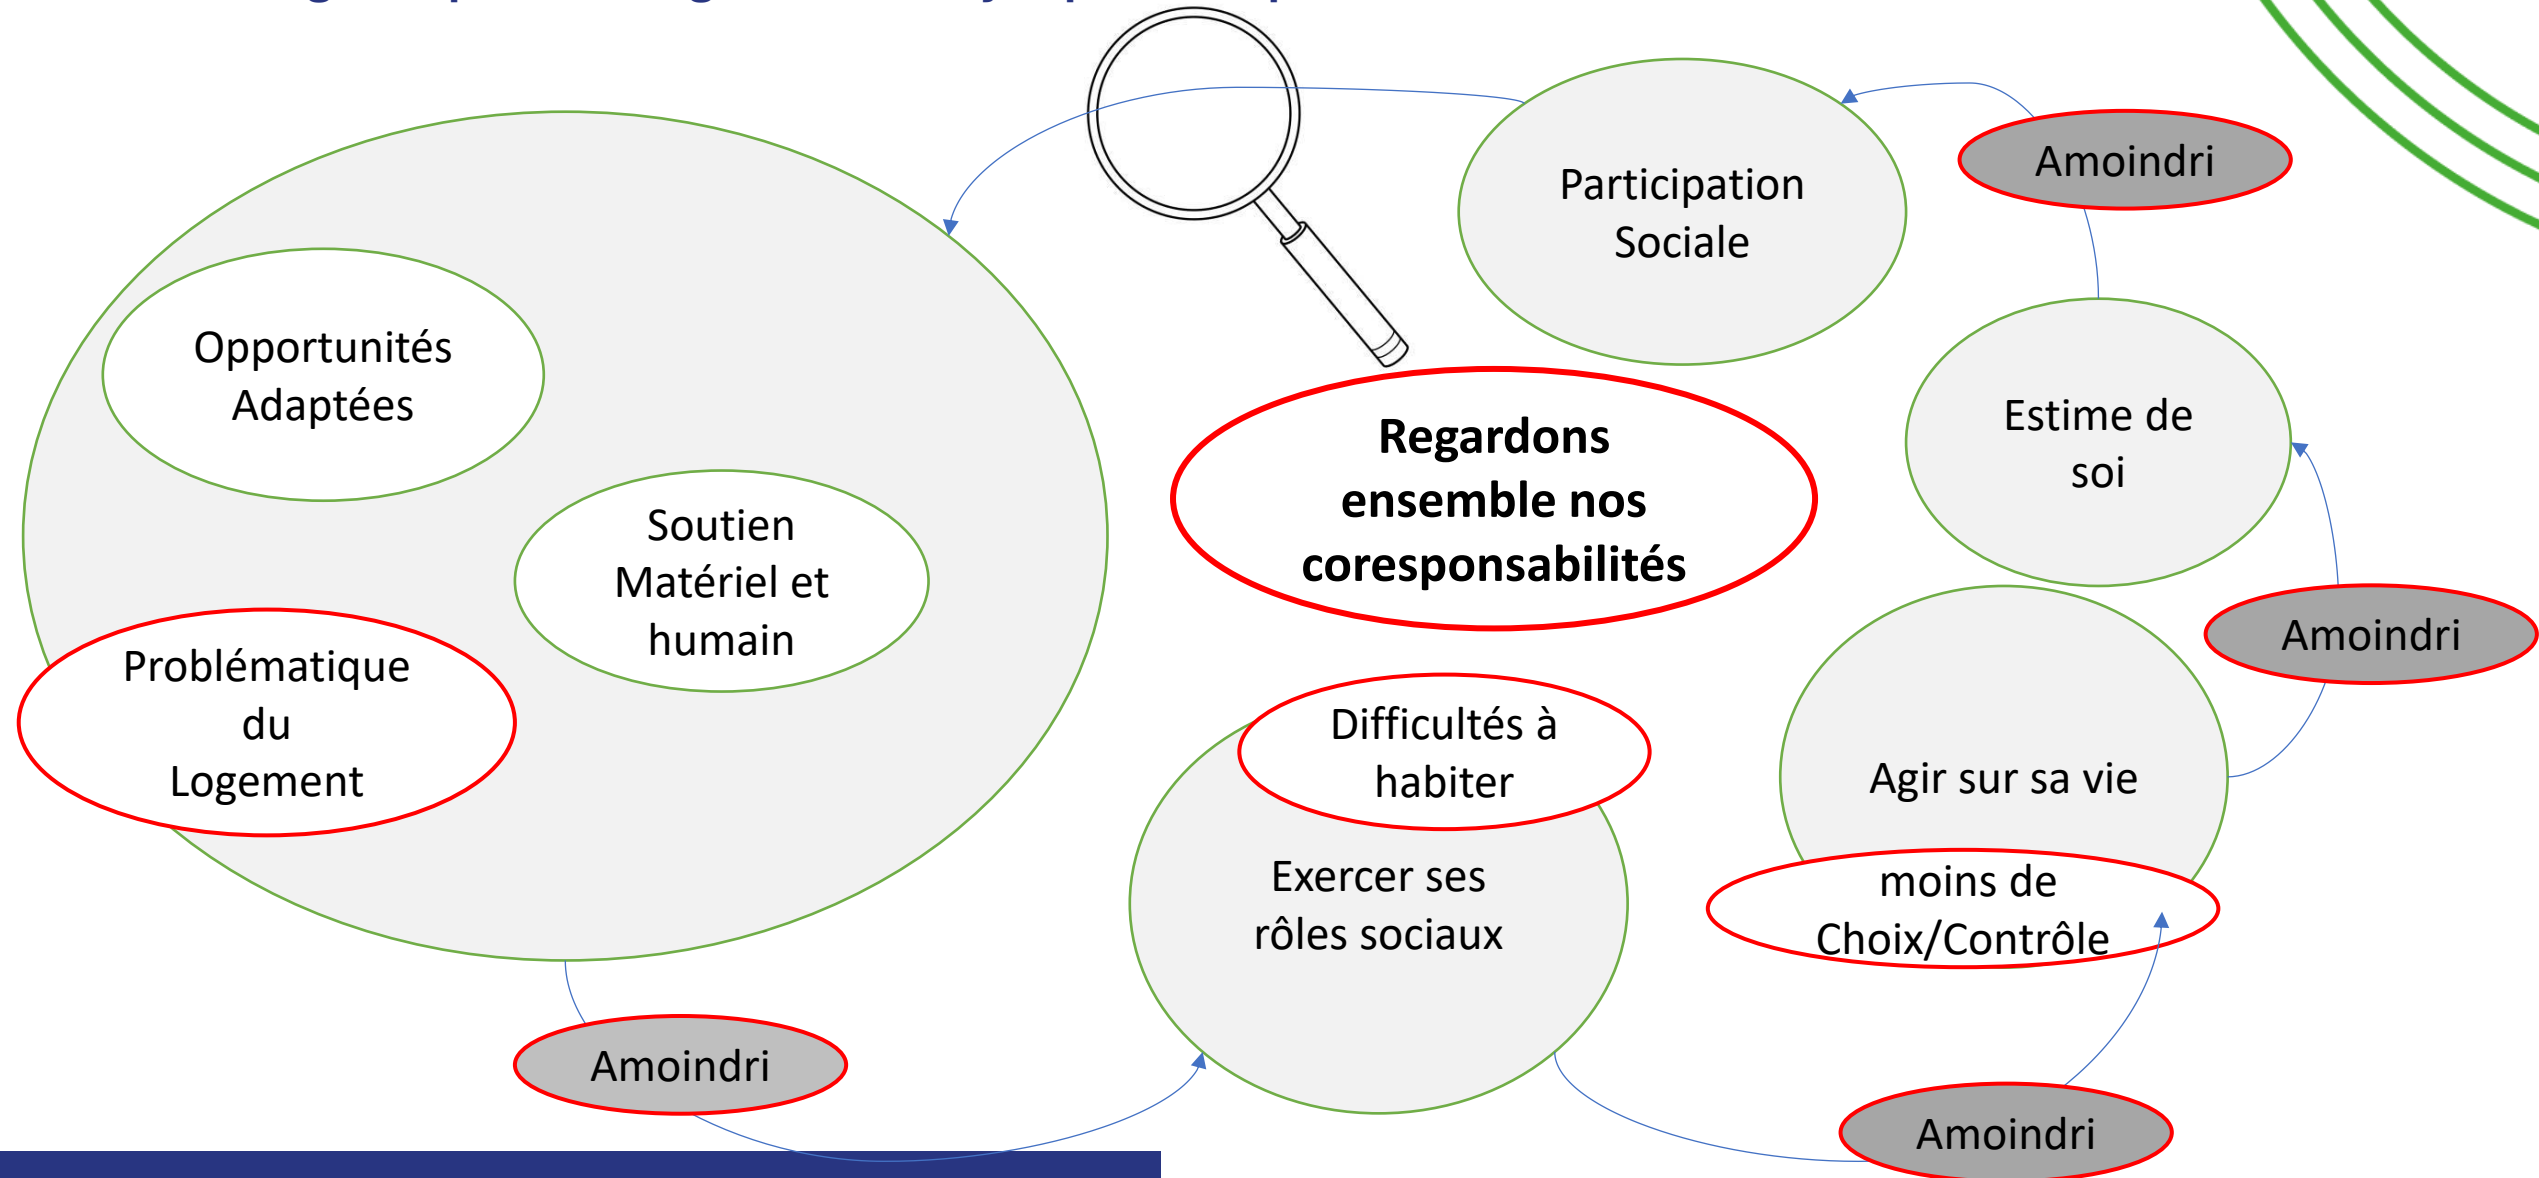 Participation
Sociale
Amoindri
Opportunités
Adaptées
Soutien
Matériel et
humain
Problématique
du
Logement
Regardons
ensemble nos
coresponsabilités
Estime de
soi
Amoindri
Difficultés à
habiter
Exercer ses
rôles sociaux
Agir sur sa vie
moins de
Choix/Contrôle
Amoindri
Amoindri